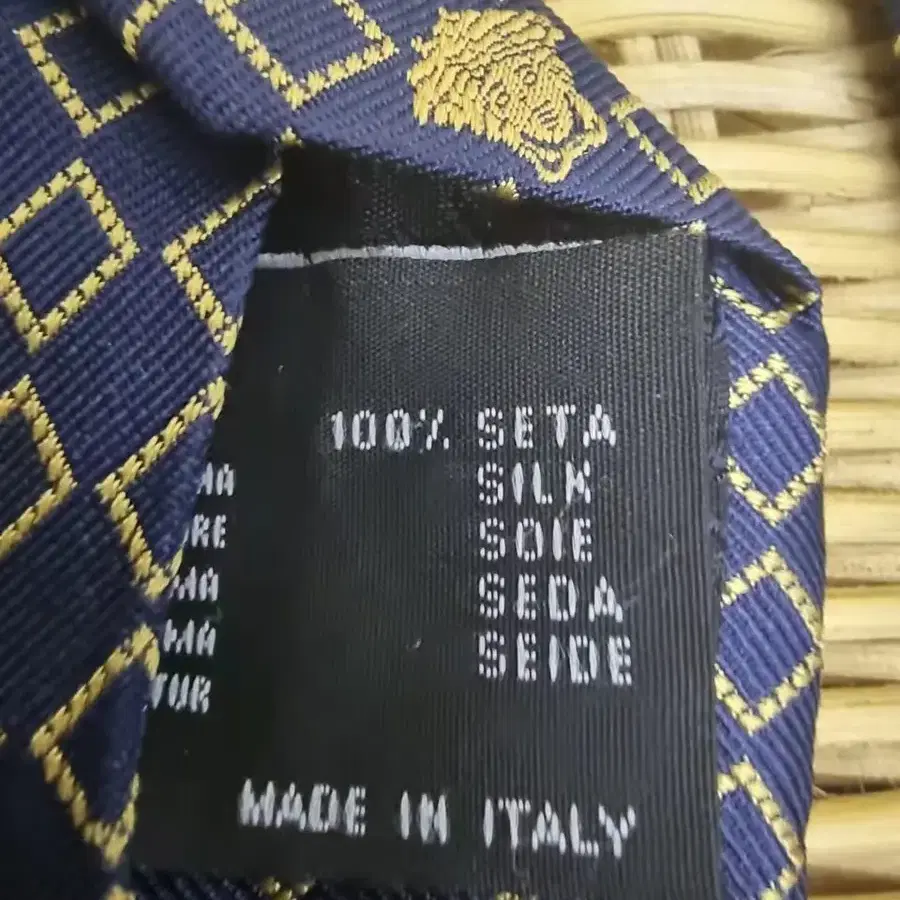 100% SETA
SILK
SOIE
SEDA
SEIDE
MADE IN ITALY